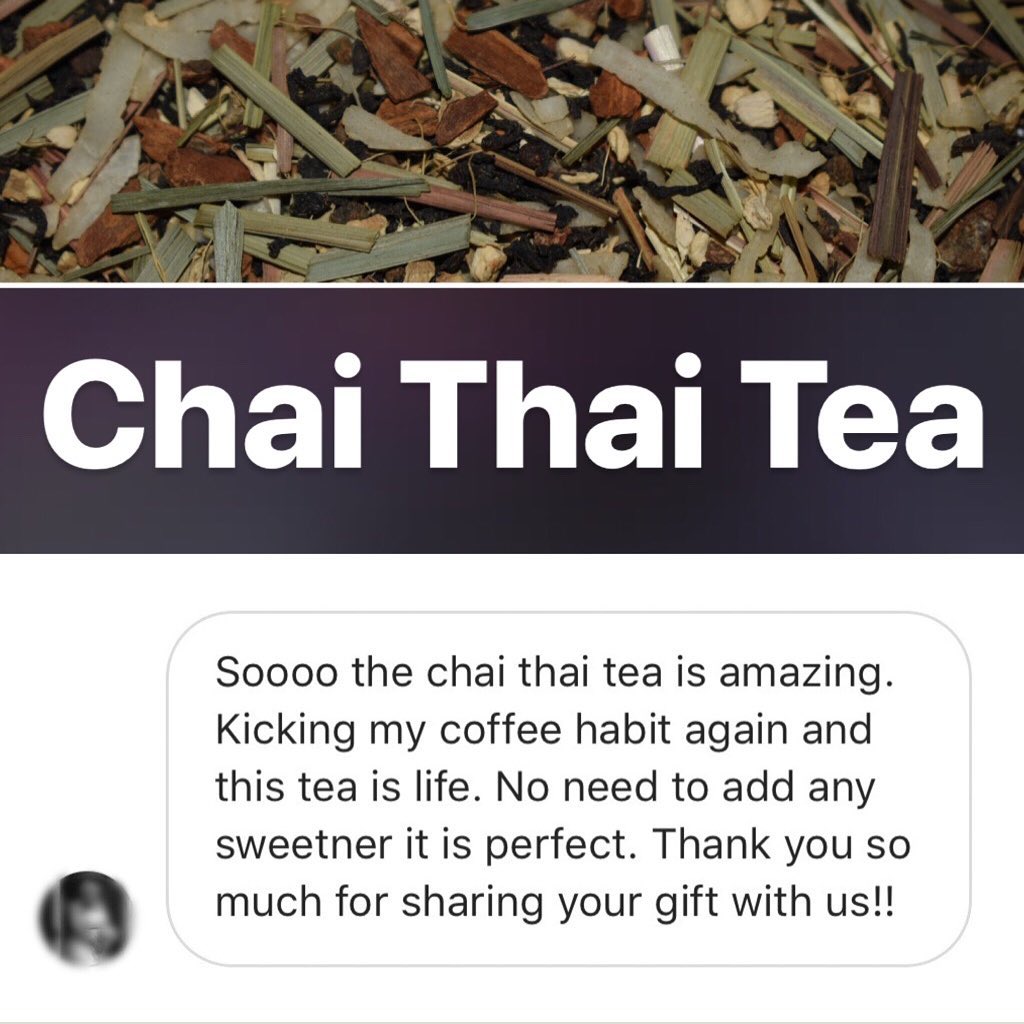 Chai Thai Tea
Soooo the chai thai tea is amazing.
Kicking my coffee habit again and
this tea is life. No need to add any
sweetner it is perfect. Thank you so
much for sharing your gift with us!!